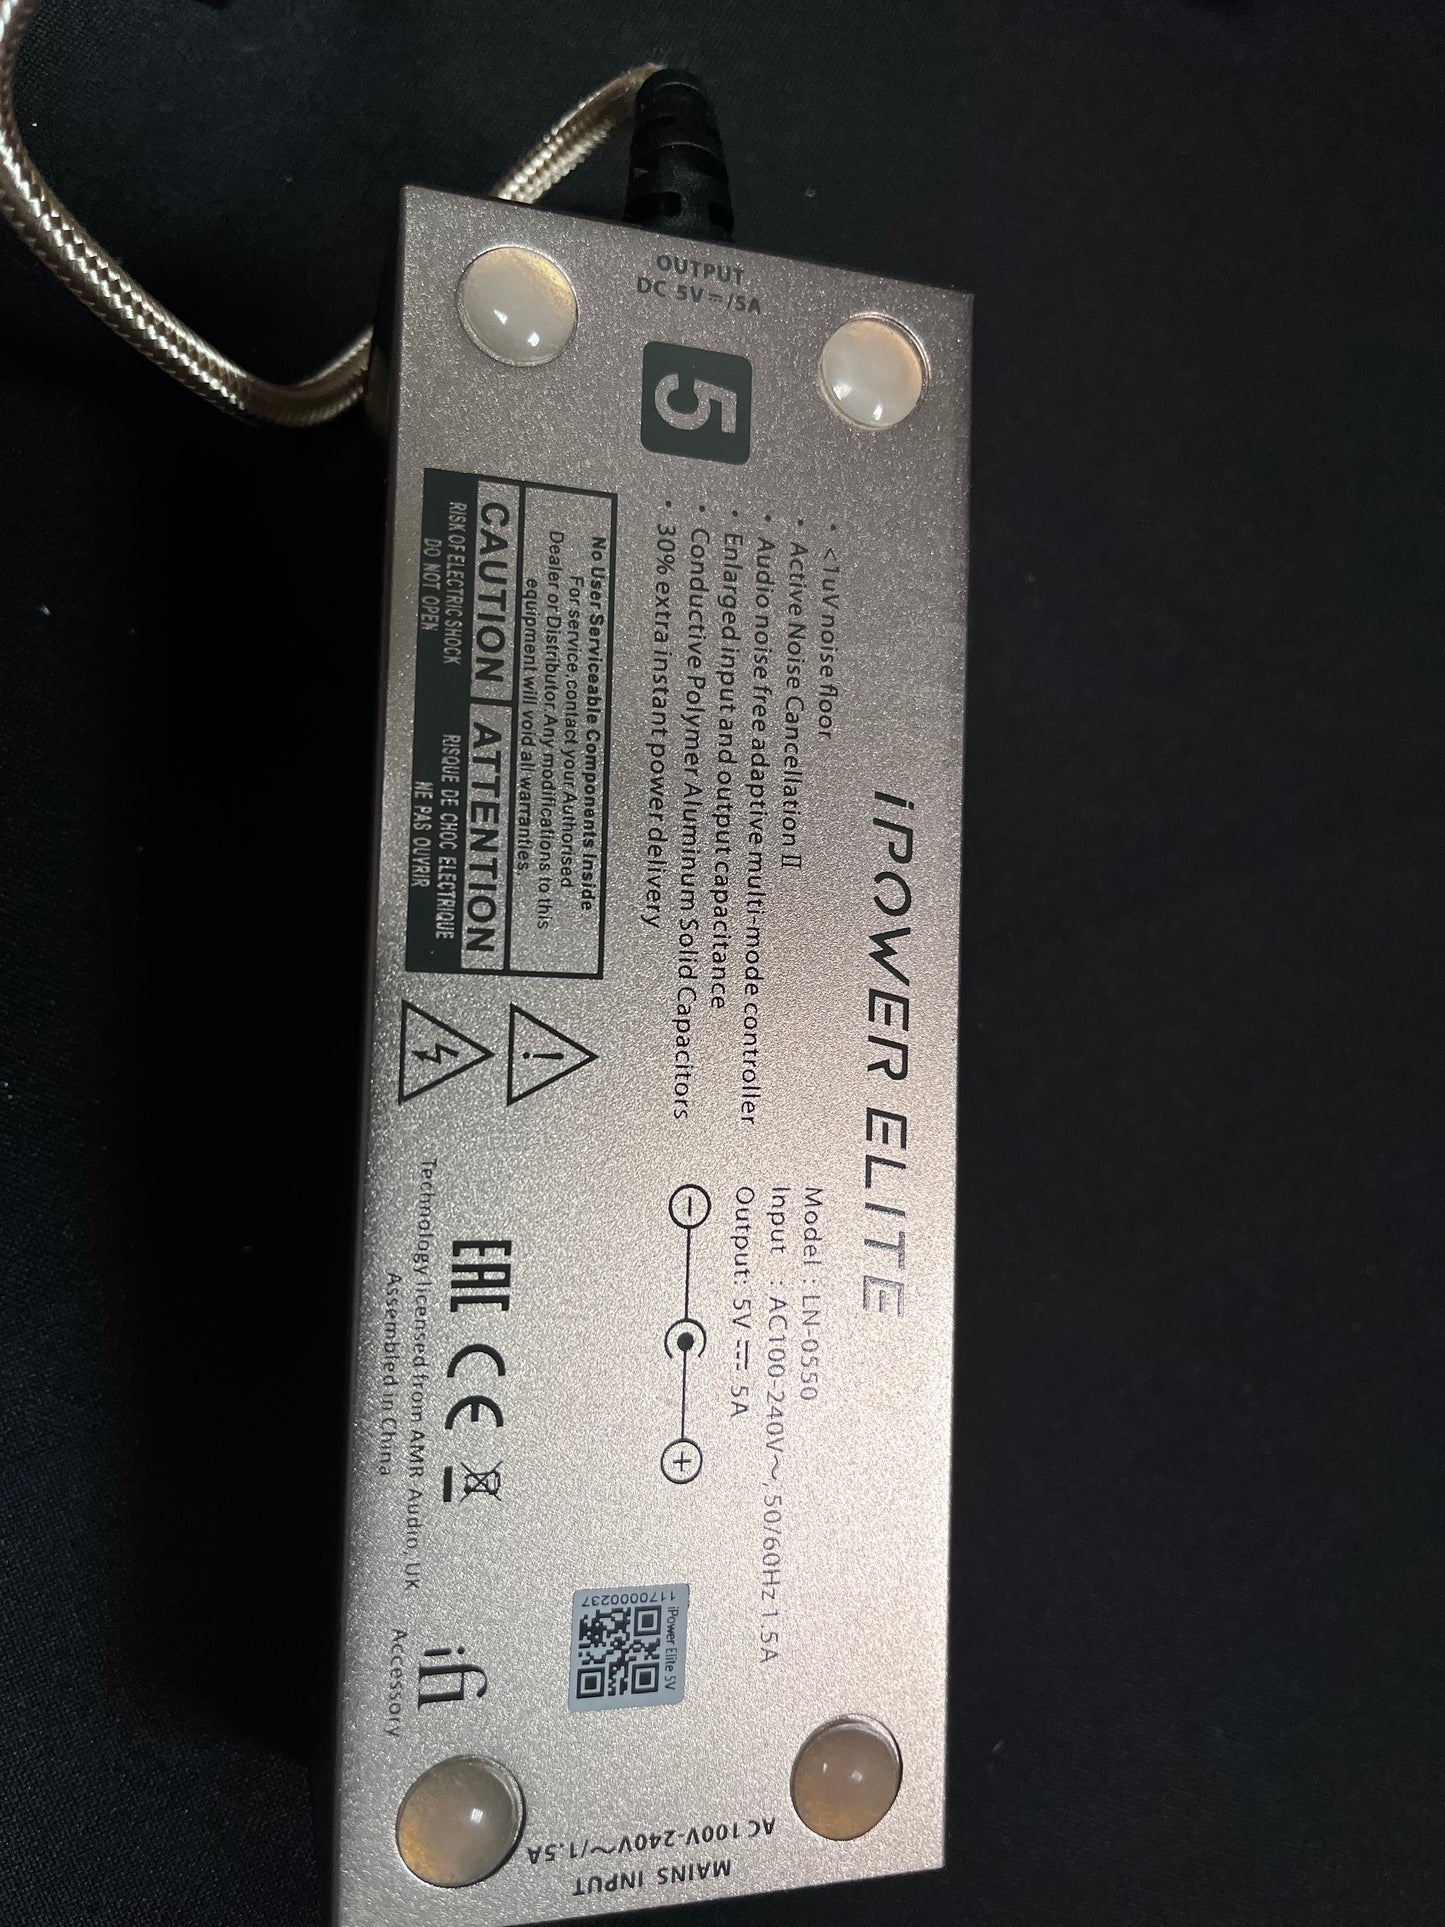 iPOWER ELITE
• <1uV noise floor
• Active Noise Cancellation II
• Audio noise free adaptive multi-mode controller
• Enlarged input and output capacitance
• Conductive Polymer Aluminum Solid Capacitors
• 30% extra instant power delivery
OUTPUT
DC 5V⎓/5A
5
Model : LN-0550
Input : AC100-240V~, 50/60Hz 1.5A
Output: 5V ⎓ 5A
− +
No User Serviceable Components Inside
For service contact your Authorised
Dealer or Distributor. Any modifications to this
equipment will void all warranties.
CAUTION
RISK OF ELECTRIC SHOCK
DO NOT OPEN
ATTENTION
RISQUE DE CHOC ELECTRIQUE
NE PAS OUVRIR
!
EAC CE
Technology licensed from AMR Audio, UK
Assembled in China
iPower Elite 5V
1170000237
ifi
Accessory
MAINS INPUT
AC 100V-240V~/1.5A